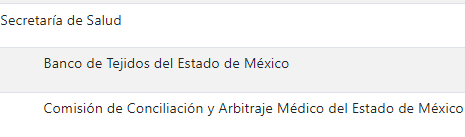 Secretaría de Salud
Banco de Tejidos del Estado de México
Comisión de Conciliación y Arbitraje Médico del Estado de México